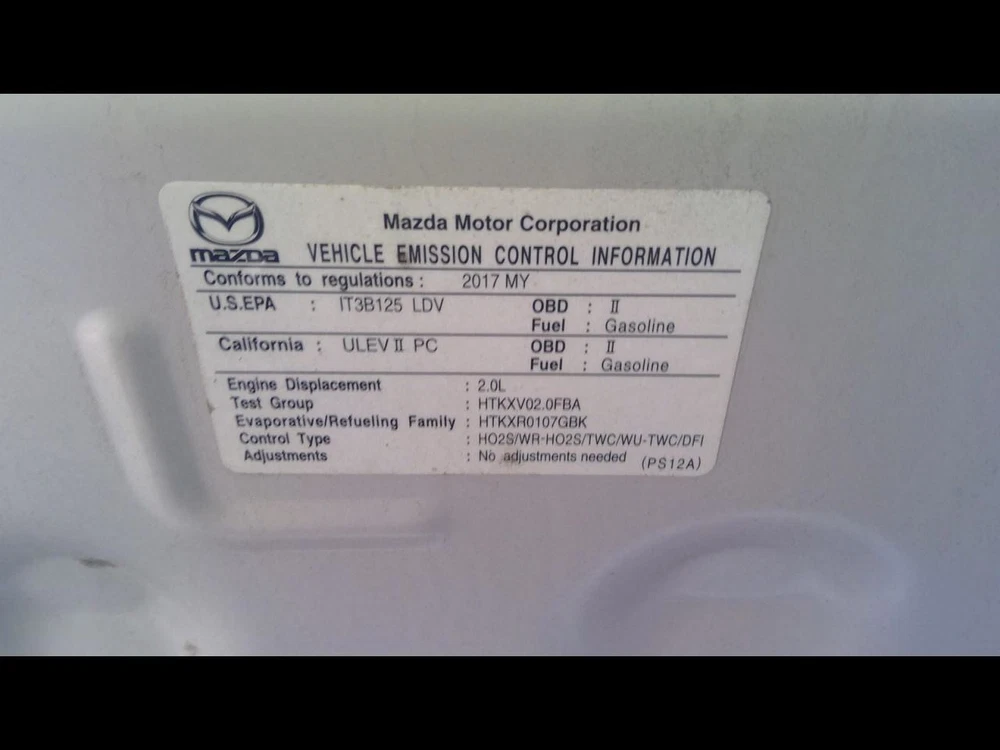 Mazda Motor Corporation
mazda VEHICLE EMISSION CONTROL INFORMATION
Conforms to regulations : 2017 MY
U.S.EPA : IT3B125 LDV OBD : II
Fuel : Gasoline
California : ULEV II PC OBD : II
Fuel : Gasoline
Engine Displacement : 2.0L
Test Group : HTKXV02.0FBA
Evaporative/Refueling Family : HTKXR0107GBK
Control Type : HO2S/WR-HO2S/TWC/WU-TWC/DFI
Adjustments : No adjustments needed (PS12A)